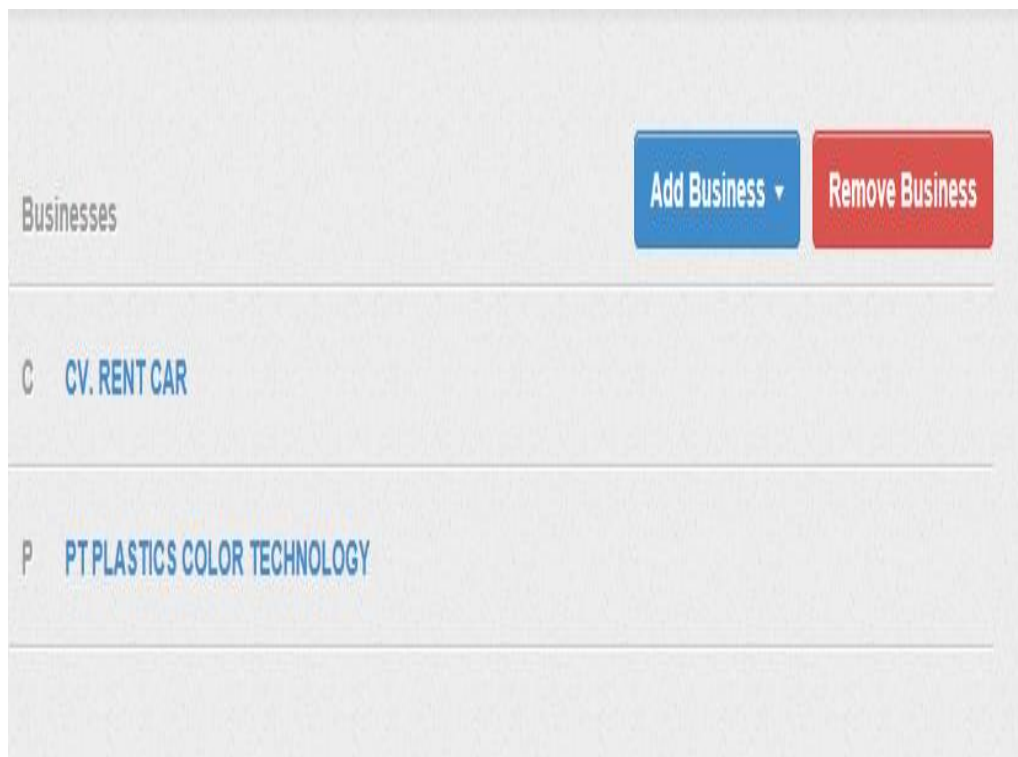 Businesses
Add Business
Remove Business
C CV. RENT CAR
P PT PLASTICS COLOR TECHNOLOGY